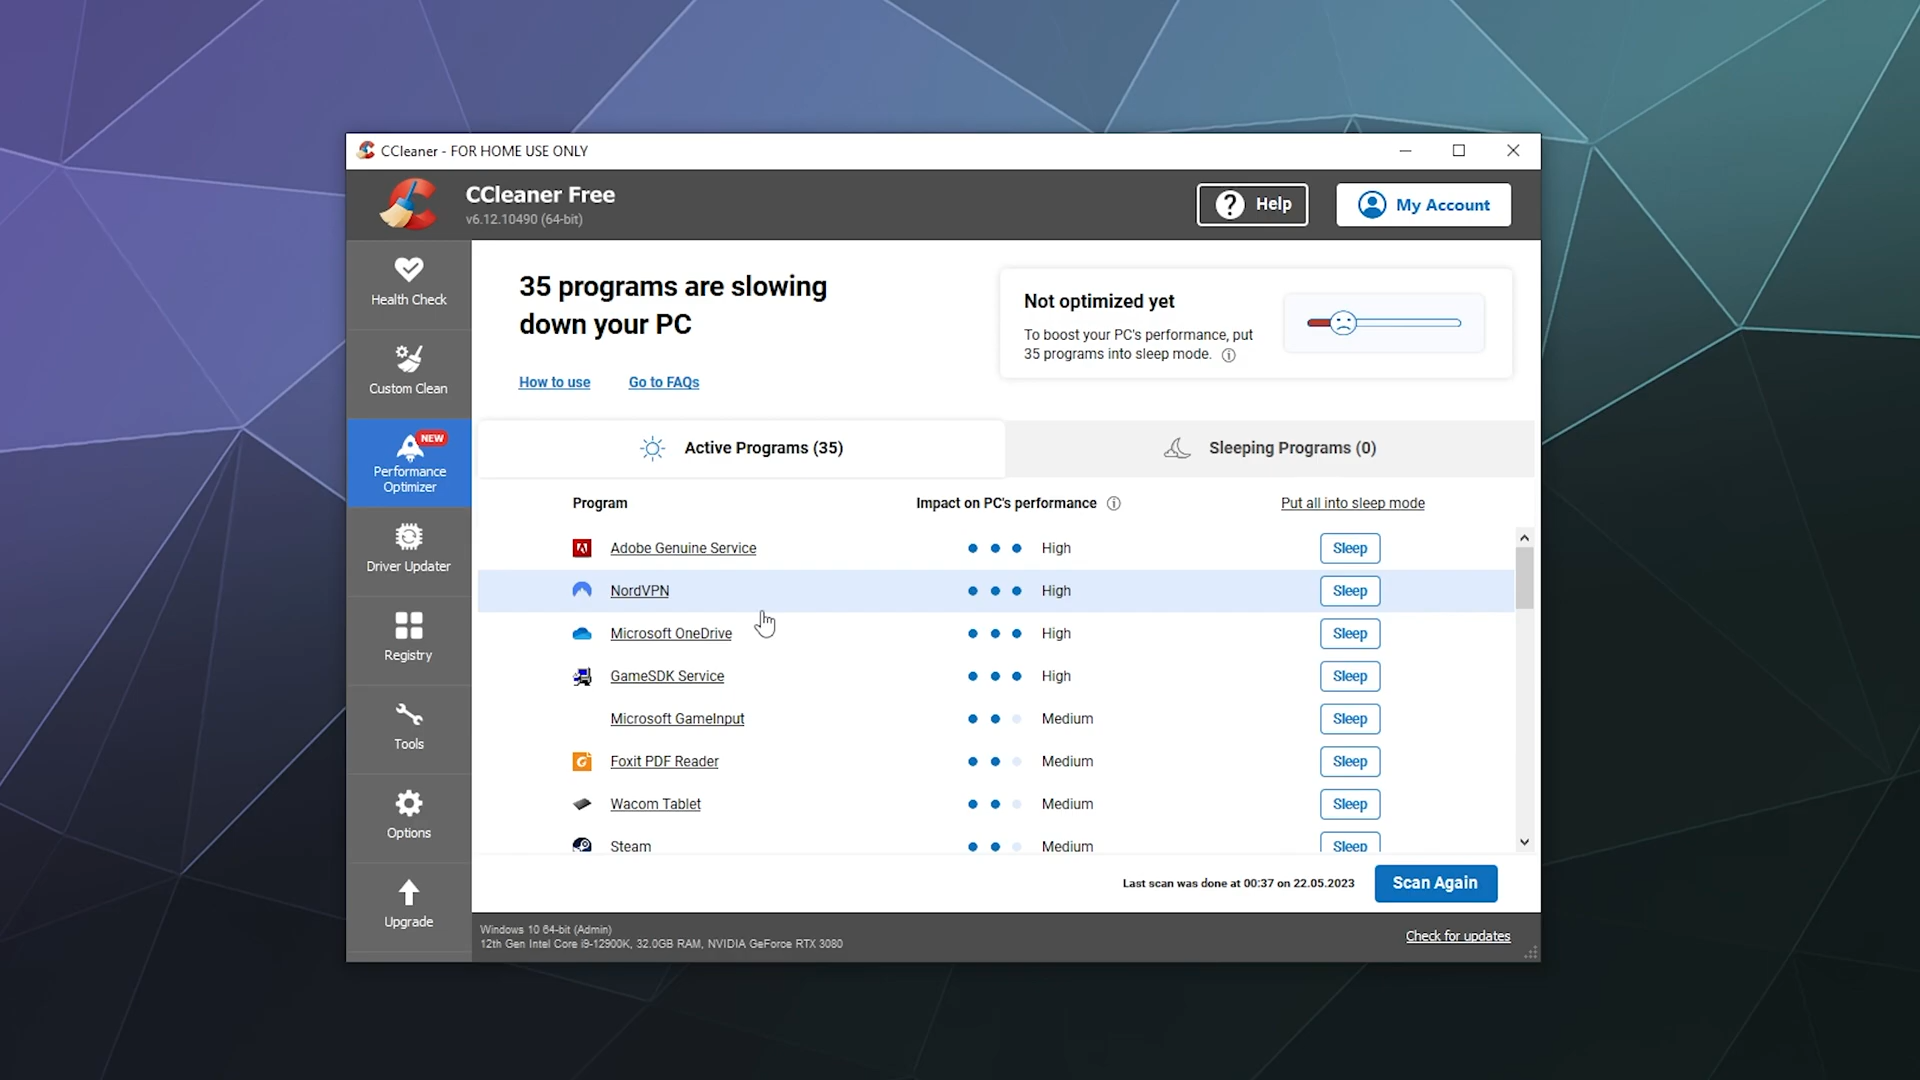 CCleaner - FOR HOME USE ONLY
CCleaner Free
v6.12.10490 (64-bit)
? Help
My Account
Health Check
Custom Clean
NEW
Performance
Optimizer
Driver Updater
Registry
Tools
Options
Upgrade
35 programs are slowing
down your PC
How to use
Go to FAQs
Not optimized yet
To boost your PC's performance, put
35 programs into sleep mode.
Active Programs (35)
Sleeping Programs (0)
Program
Impact on PC's performance
Put all into sleep mode
Adobe Genuine Service High Sleep
NordVPN High Sleep
Microsoft OneDrive High Sleep
GameSDK Service High Sleep
Microsoft GameInput Medium Sleep
Foxit PDF Reader Medium Sleep
Wacom Tablet Medium Sleep
Steam Medium Sleep
Last scan was done at 00:37 on 22.05.2023
Scan Again
Windows 10 64-bit (Admin)
12th Gen Intel Core i9-12900K, 32.0GB RAM, NVIDIA GeForce RTX 3080
Check for updates